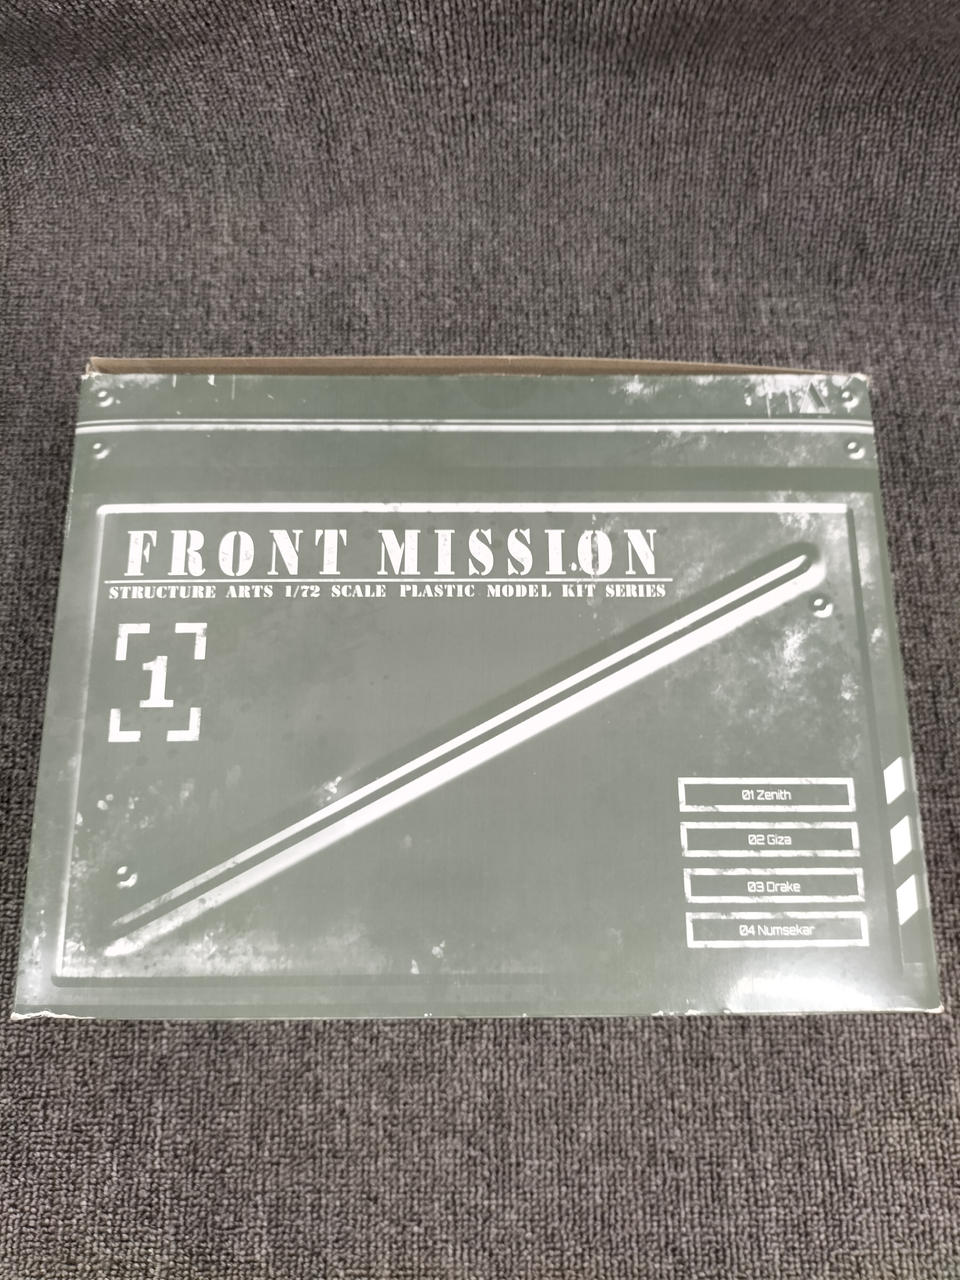 FRONT MISSION
STRUCTURE ARTS 1/72 SCALE PLASTIC MODEL KIT SERIES
1
01 Zenith
02 Giza
03 Drake
04 Numsekar